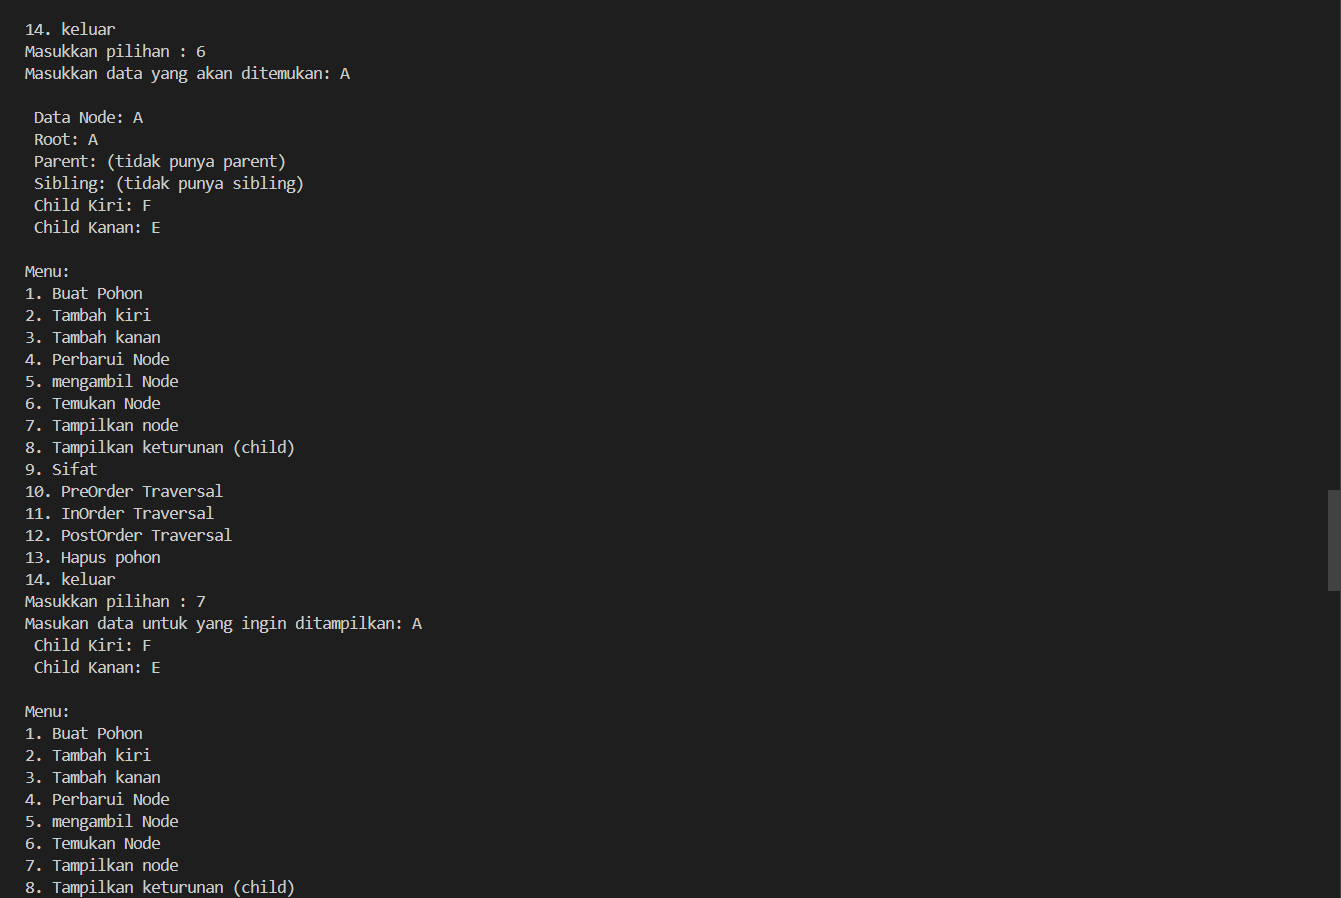 14. keluar
Masukkan pilihan : 6
Masukkan data yang akan ditemukan: A
Data Node: A
Root: A
Parent: (tidak punya parent)
Sibling: (tidak punya sibling)
Child Kiri: F
Child Kanan: E
Menu:
1. Buat Pohon
2. Tambah kiri
3. Tambah kanan
4. Perbarui Node
5. mengambil Node
6. Temukan Node
7. Tampilkan node
8. Tampilkan keturunan (child)
9. Sifat
10. PreOrder Traversal
11. InOrder Traversal
12. PostOrder Traversal
13. Hapus pohon
14. keluar
Masukkan pilihan : 7
Masukan data untuk yang ingin ditampilkan: A
Child Kiri: F
Child Kanan: E
Menu:
1. Buat Pohon
2. Tambah kiri
3. Tambah kanan
4. Perbarui Node
5. mengambil Node
6. Temukan Node
7. Tampilkan node
8. Tampilkan keturunan (child)